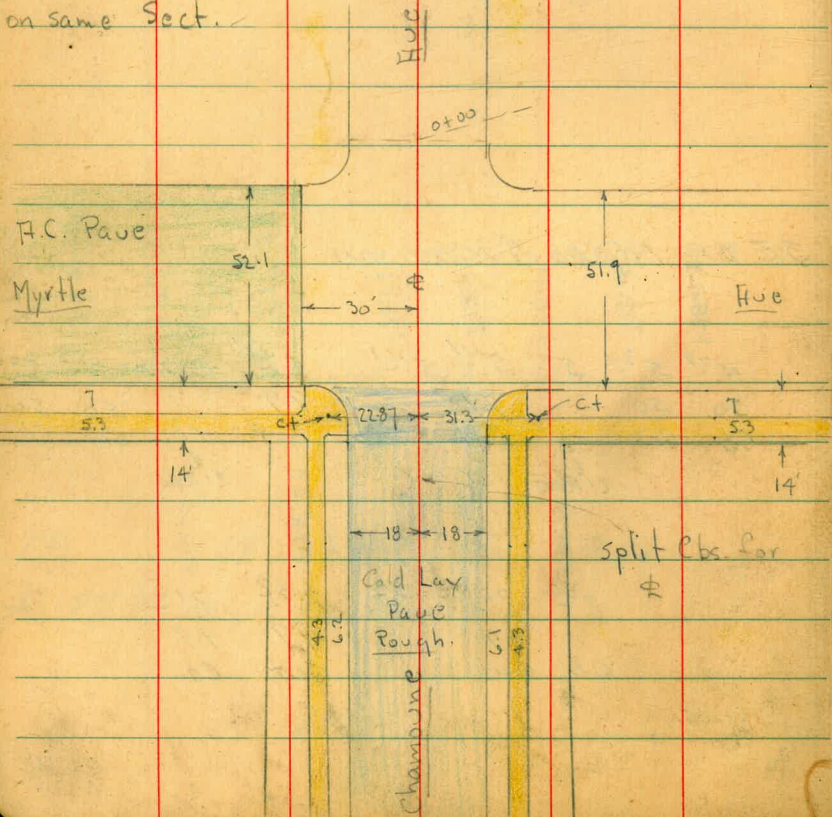 on same Sect.
Ave
0+00
A.C. Pave
52.1
51.9
℄
Myrtle
Ave
30'
7
c.t
7
5.3
c.t
22.87
31.3
5.3
14'
14'
18
18
Split Cbs. for
℄
Cold Lay
Pave
Rough.
4.3
6.2
6.1
4.3
Champoune